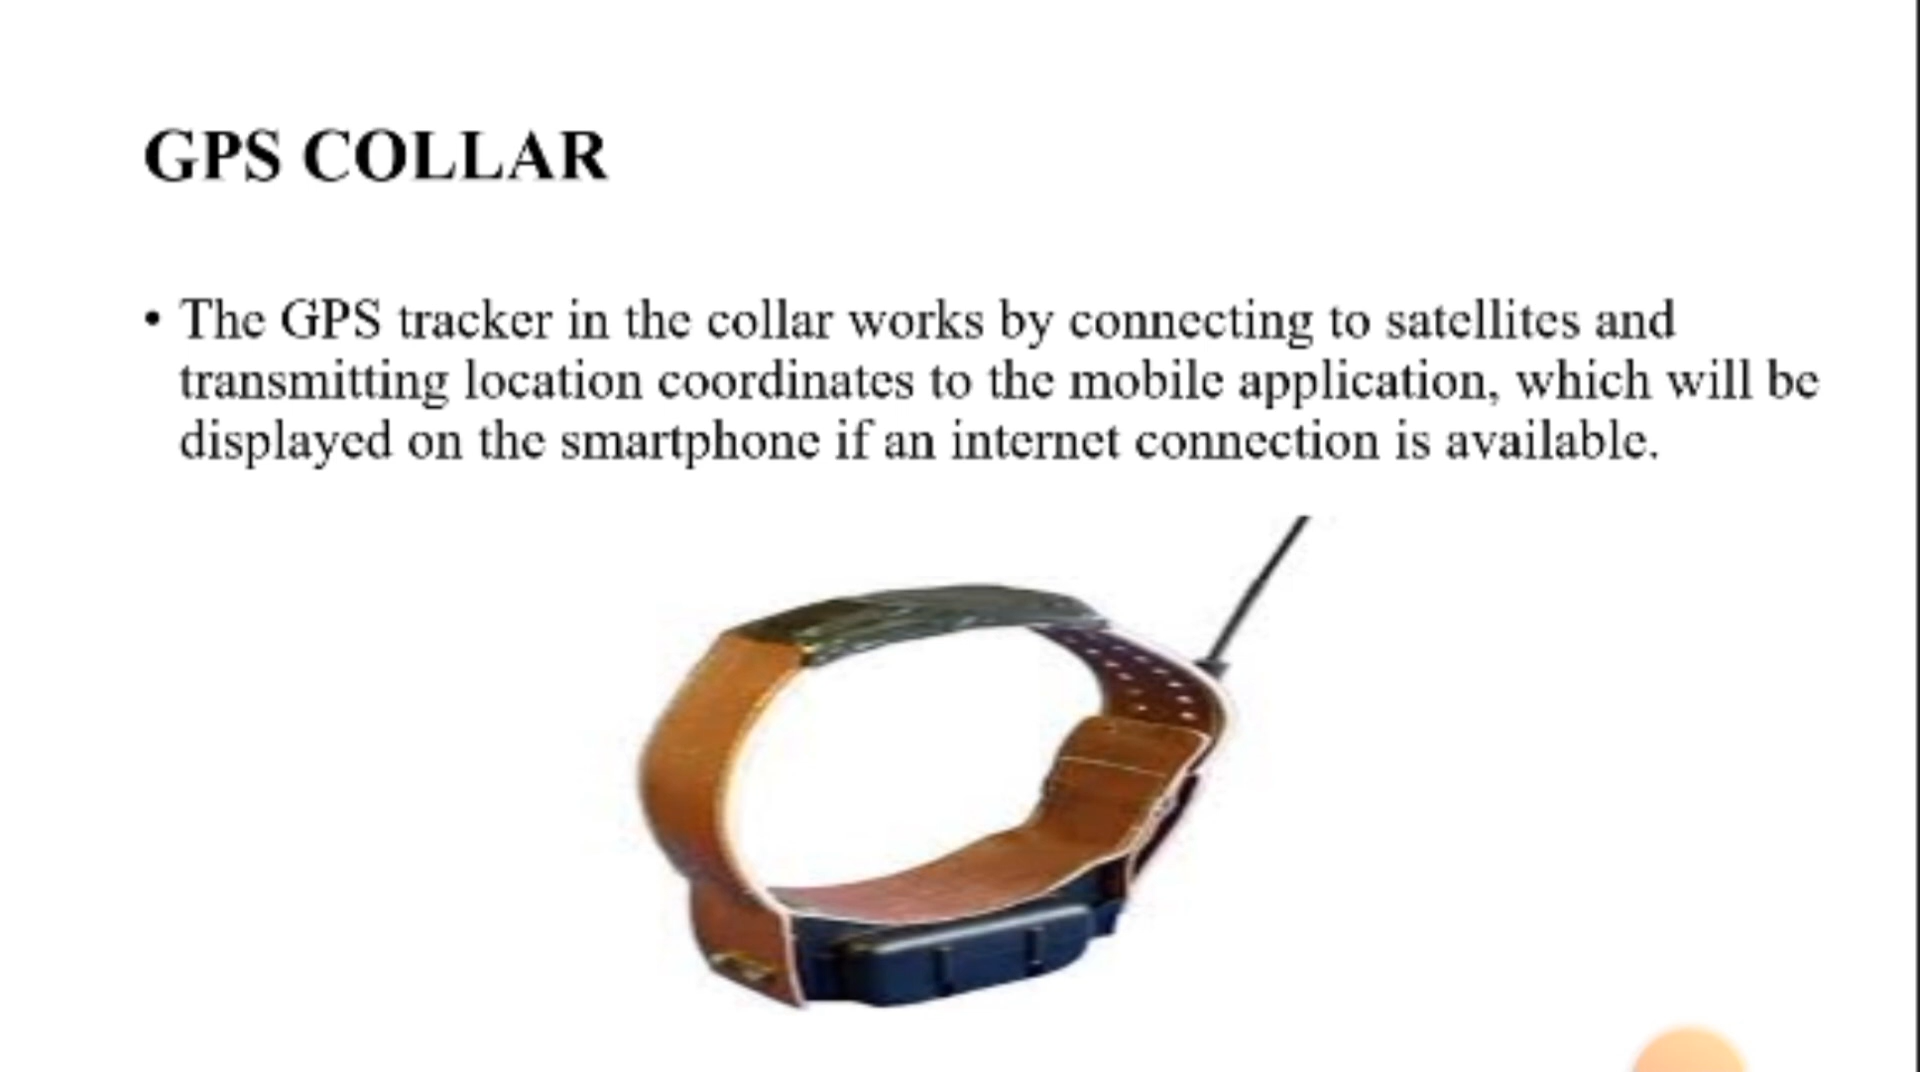 GPS COLLAR
• The GPS tracker in the collar works by connecting to satellites and
transmitting location coordinates to the mobile application, which will be
displayed on the smartphone if an internet connection is available.